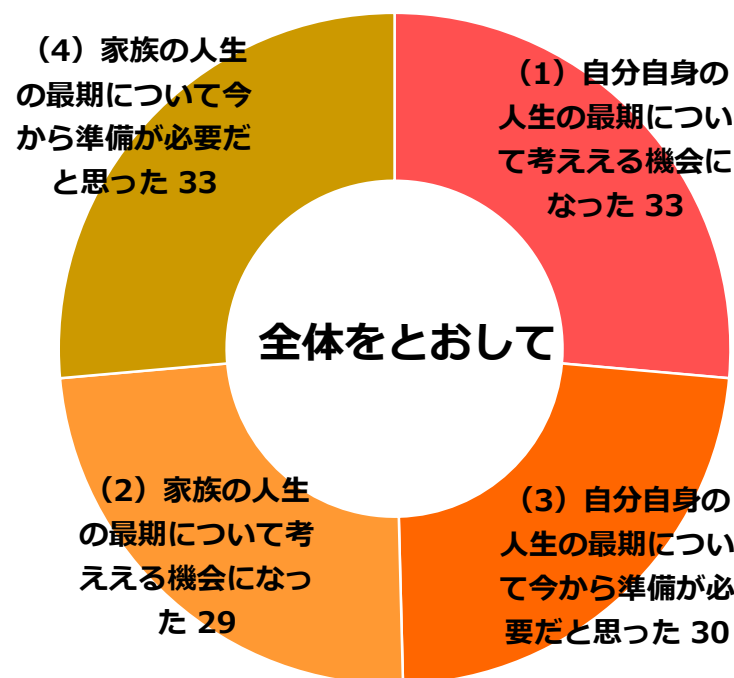 （4）家族の人生
の最期について今
から準備が必要だ
と思った 33
（1）自分自身の
人生の最期につい
て考ええる機会に
なった 33
全体をとおして
（2）家族の人生
の最期について考
ええる機会になっ
た 29
（3）自分自身の
人生の最期につい
て今から準備が必
要だと思った 30